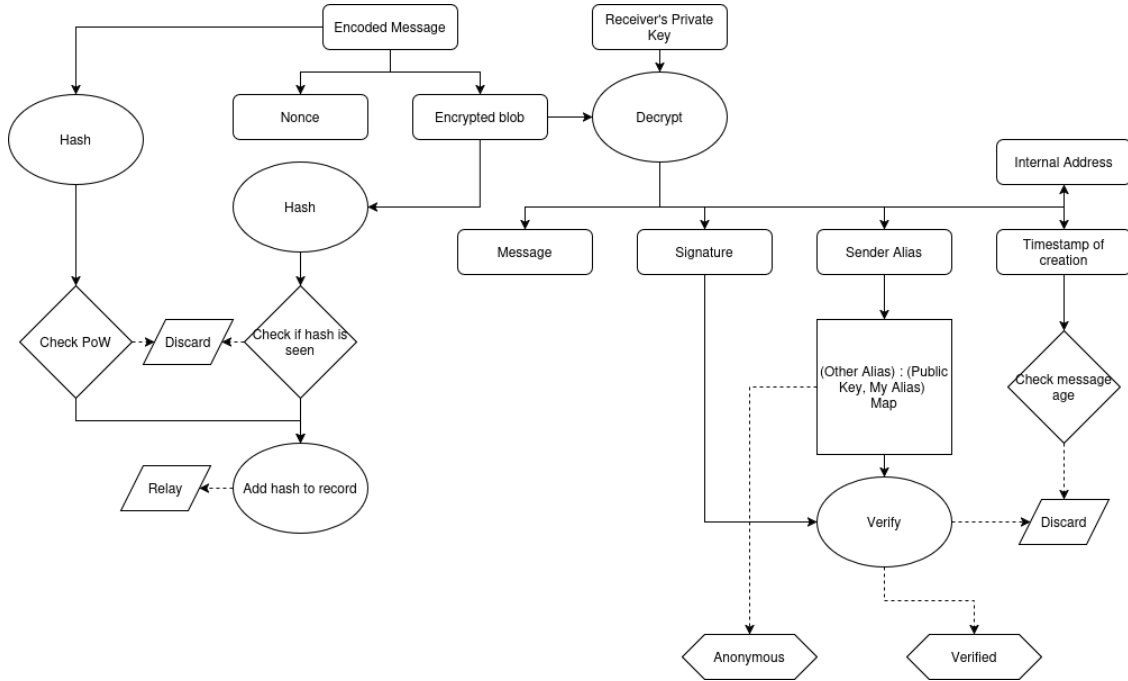 Encoded Message
Receiver's Private
Key
Hash
Nonce
Encrypted blob
Decrypt
Internal Address
Hash
Message
Signature
Sender Alias
Timestamp of
creation
Check PoW
Discard
Check if hash is
seen
(Other Alias) : (Public
Key, My Alias)
Map
Check message
age
Relay
Add hash to record
Verify
Discard
Anonymous
Verified